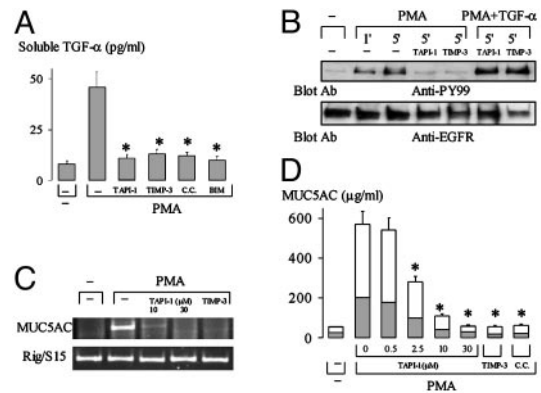 A
Soluble TGF-α (pg/ml)
50
25
0
– – TAPI-1 TIMP-3 C.C. BIM
* * * *
–
PMA
B
– PMA PMA+TGF-α
1' 5' 5' 5' 5' 5'
– – – TAPI-1 TIMP-3 TAPI-1 TIMP-3
Blot Ab Anti-PY99
Blot Ab Anti-EGFR
C
– PMA
– – TAPI-1 (μM) TIMP-3
10 30
MUC5AC
Rig/S15
D
MUC5AC (μg/ml)
600
400
200
0
* * * * *
– 0 0.5 2.5 10 30 – –
– TAPI-1(μM) TIMP-3 C.C.
PMA